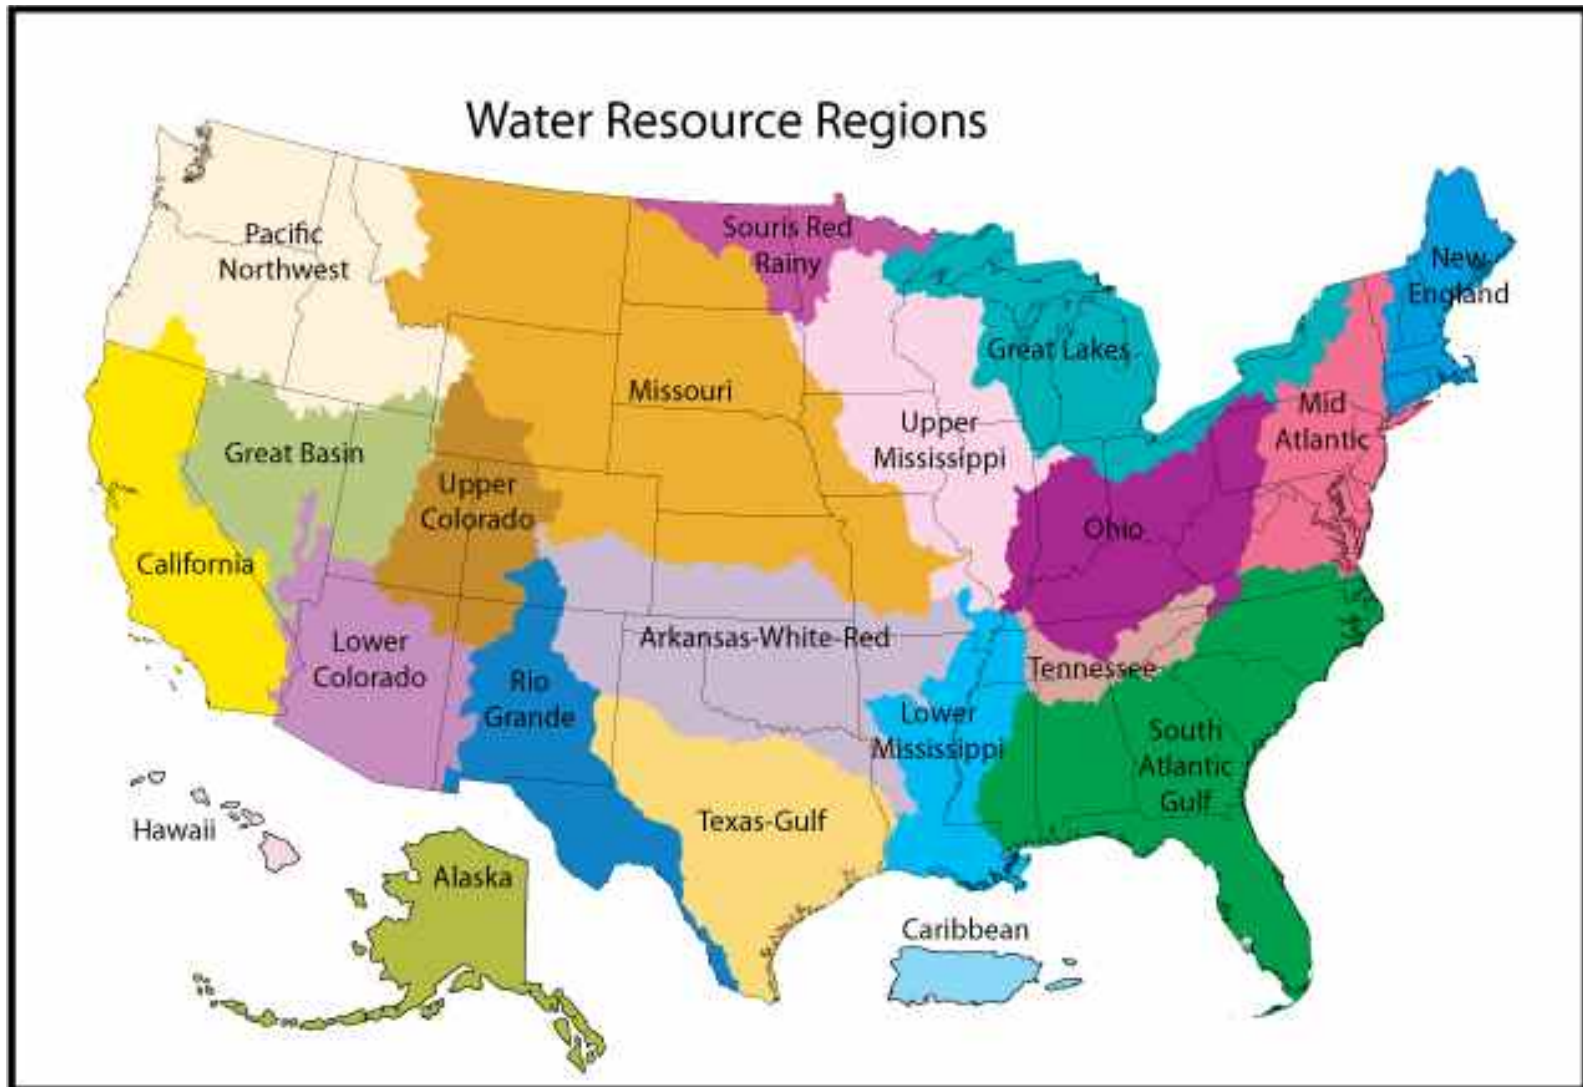 Water Resource Regions
Pacific
Northwest
Souris Red
Rainy
New
England
Great Lakes
Missouri
Upper
Mississippi
Mid
Atlantic
Great Basin
Upper
Colorado
Ohio
California
Lower
Colorado
Arkansas-White-Red
Tennessee
Rio
Grande
Lower
Mississippi
South
Atlantic
Gulf
Texas-Gulf
Hawaii
Alaska
Caribbean